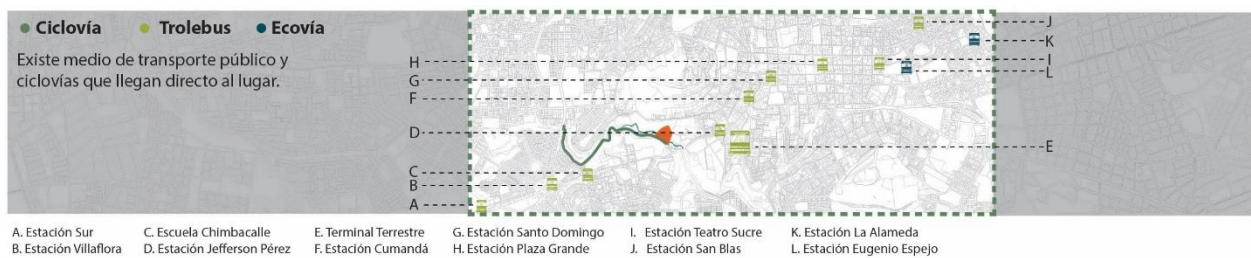 Ciclovía Trolebus Ecovía
Existe medio de transporte público y
ciclovías que llegan directo al lugar.
J
K
H
I
G
L
F
D
E
C
B
A
A. Estación Sur C. Escuela Chimbacalle E. Terminal Terrestre G. Estación Santo Domingo I. Estación Teatro Sucre K. Estación La Alameda
B. Estación Villaflora D. Estación Jefferson Pérez F. Estación Cumandá H. Estación Plaza Grande J. Estación San Blas L. Estación Eugenio Espejo